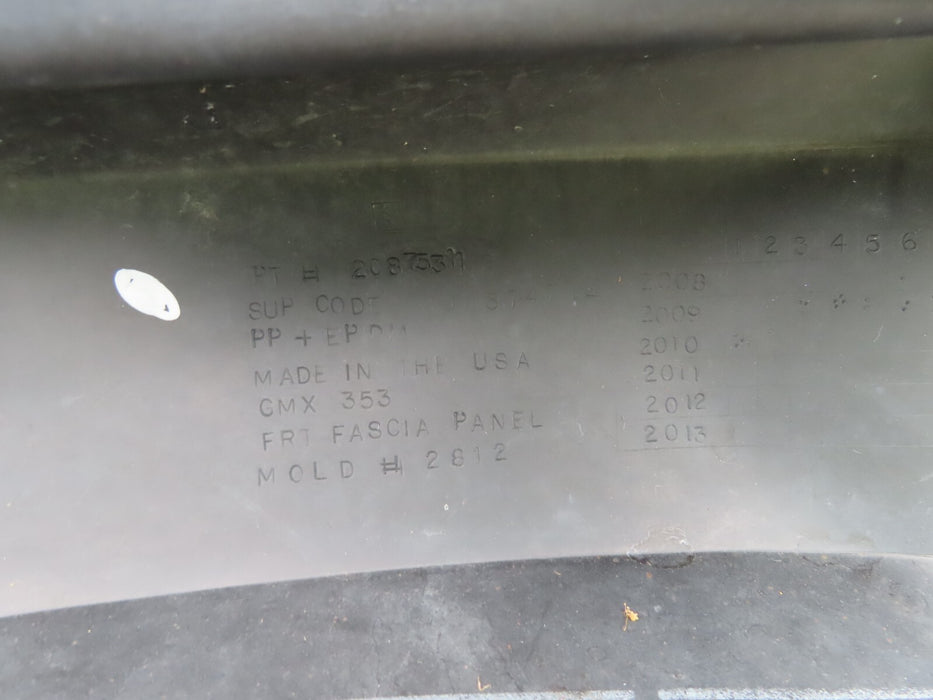 PT # 20875311
SUP CODE
PP + EPDM
MADE IN THE USA
GMX 353
FRT FASCIA PANEL
MOLD # 2812
1 2 3 4 5 6
2008
2009
2010
2011
2012
2013